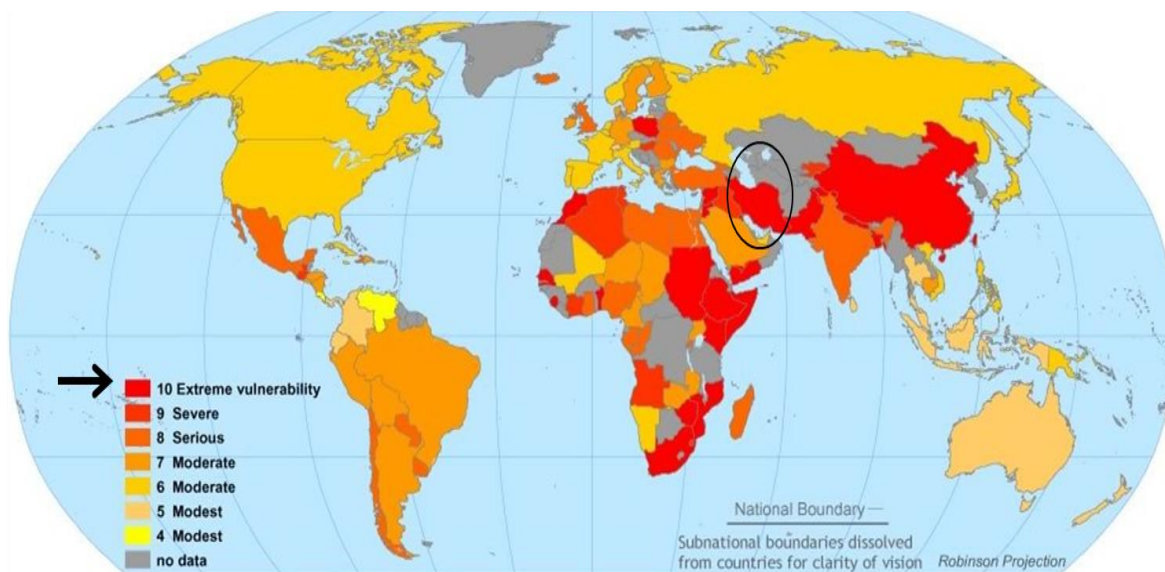 10 Extreme vulnerability
9 Severe
8 Serious
7 Moderate
6 Moderate
5 Modest
4 Modest
no data
National Boundary
Subnational boundaries dissolved
from countries for clarity of vision
Robinson Projection